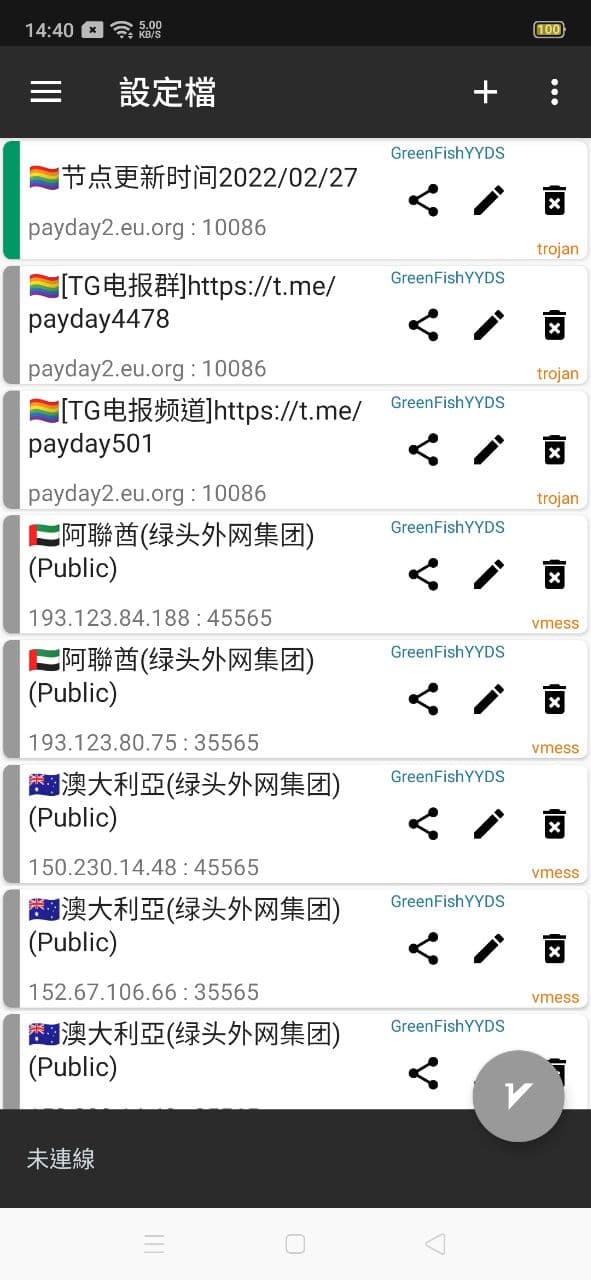 14:40
5.00
KB/S
100
設定檔
GreenFishYYDS
节点更新时间2022/02/27
payday2.eu.org : 10086
trojan
GreenFishYYDS
[TG电报群]https://t.me/
payday4478
payday2.eu.org : 10086
trojan
GreenFishYYDS
[TG电报频道]https://t.me/
payday501
payday2.eu.org : 10086
trojan
GreenFishYYDS
阿聯酋(绿头外网集团)
(Public)
193.123.84.188 : 45565
vmess
GreenFishYYDS
阿聯酋(绿头外网集团)
(Public)
193.123.80.75 : 35565
vmess
GreenFishYYDS
澳大利亞(绿头外网集团)
(Public)
150.230.14.48 : 45565
vmess
GreenFishYYDS
澳大利亞(绿头外网集团)
(Public)
152.67.106.66 : 35565
vmess
GreenFishYYDS
澳大利亞(绿头外网集团)
(Public)
未連線